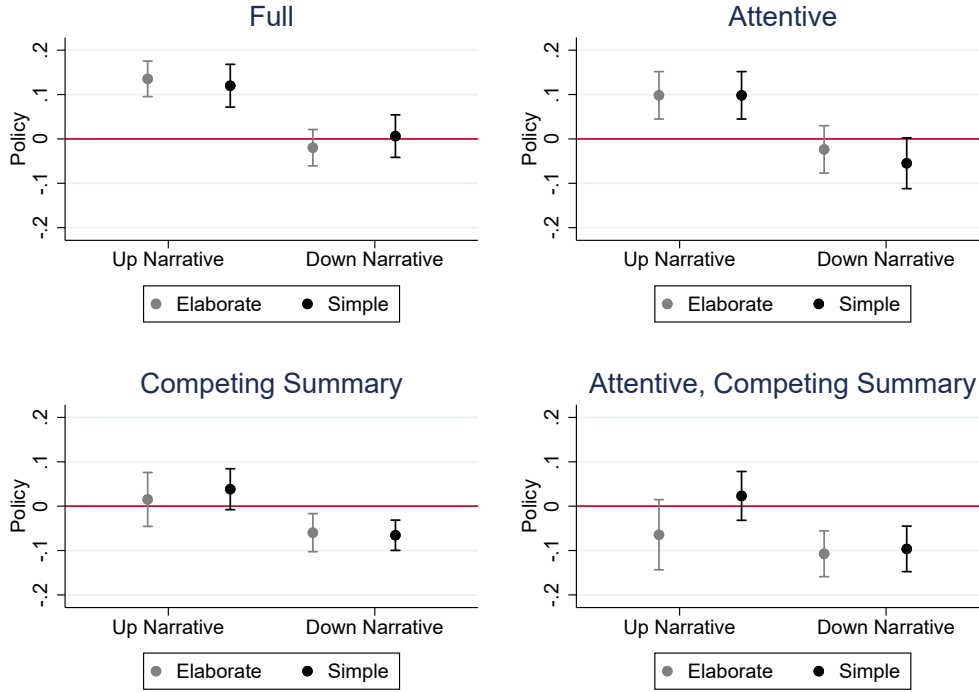 Full
Policy
.2
.1
0
-.1
-.2
Up Narrative Down Narrative
Elaborate Simple
Attentive
Policy
.2
.1
0
-.1
-.2
Up Narrative Down Narrative
Elaborate Simple
Competing Summary
Policy
.2
.1
0
-.1
-.2
Up Narrative Down Narrative
Elaborate Simple
Attentive, Competing Summary
Policy
.2
.1
0
-.1
-.2
Up Narrative Down Narrative
Elaborate Simple